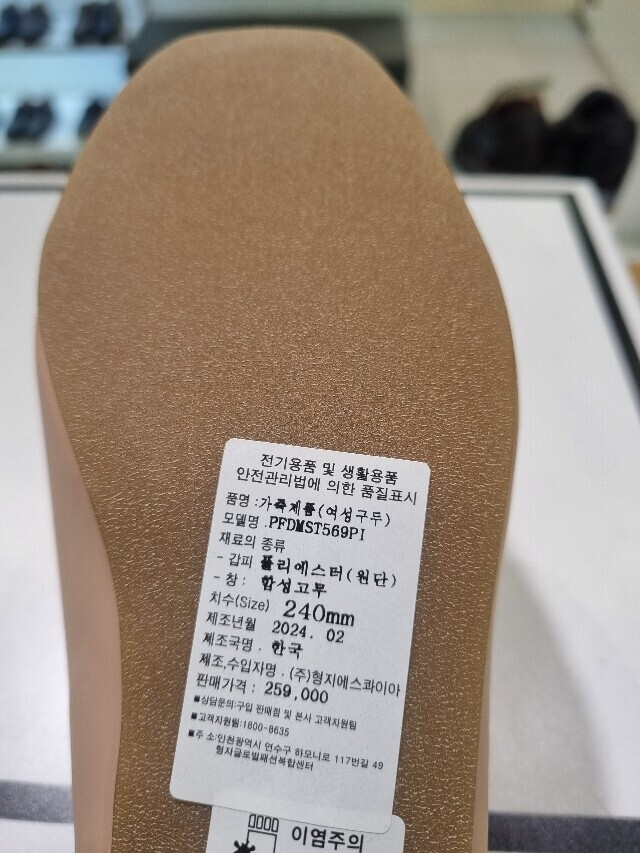 전기용품 및 생활용품
안전관리법에 의한 품질표시
품명 : 가죽제품(여성구두)
모델명 . PFDMST569PI
재료의 종류
- 갑피 폴리에스터(원단)
- 창 : 합성고무
치수(Size) 240mm
제조년월 2024. 02
제조국명 . 한국
제조,수입자명 . (주)형지에스콰이아
판매가격 : 259,000
■상담문의:구입 판매점 및 본사 고객지원팀
■고객지원팀:1600-6635
■주 소:인천광역시 연수구 하모니로 117번길 49
형지글로벌패션복합센터
이염주의